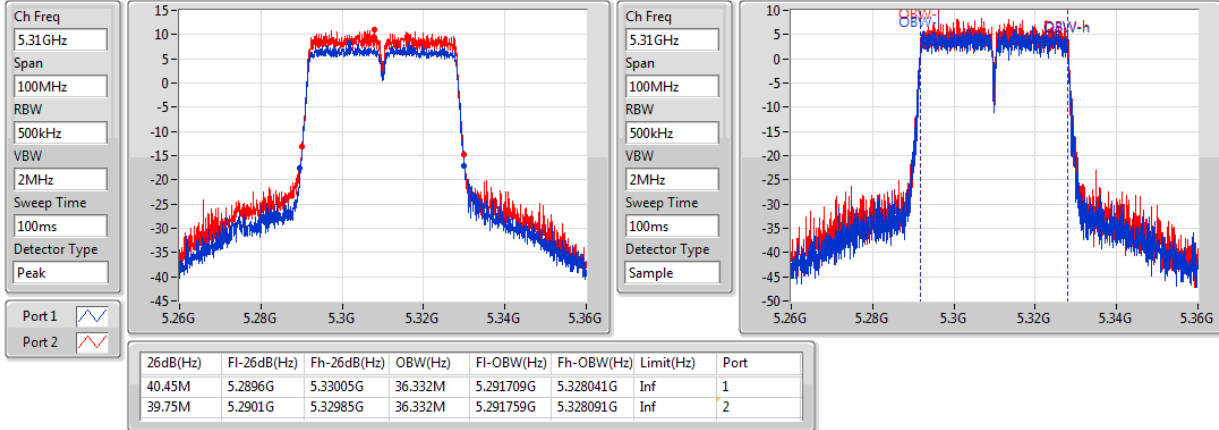 Ch Freq
5.31GHz
Span
100MHz
RBW
500kHz
VBW
2MHz
Sweep Time
100ms
Detector Type
Peak
Port 1
Port 2
15
10
5
0
-5
-10
-15
-20
-25
-30
-35
-40
-45
5.26G 5.28G 5.3G 5.32G 5.34G 5.36G
Ch Freq
5.31GHz
Span
100MHz
RBW
500kHz
VBW
2MHz
Sweep Time
100ms
Detector Type
Sample
10
5
0
-5
-10
-15
-20
-25
-30
-35
-40
-45
-50
OBW-l
OBW-l
OBW-h
5.26G 5.28G 5.3G 5.32G 5.34G 5.36G
26dB(Hz) Fl-26dB(Hz) Fh-26dB(Hz) OBW(Hz) Fl-OBW(Hz) Fh-OBW(Hz) Limit(Hz) Port
40.45M 5.2896G 5.33005G 36.332M 5.291709G 5.328041G Inf 1
39.75M 5.2901G 5.32985G 36.332M 5.291759G 5.328091G Inf 2